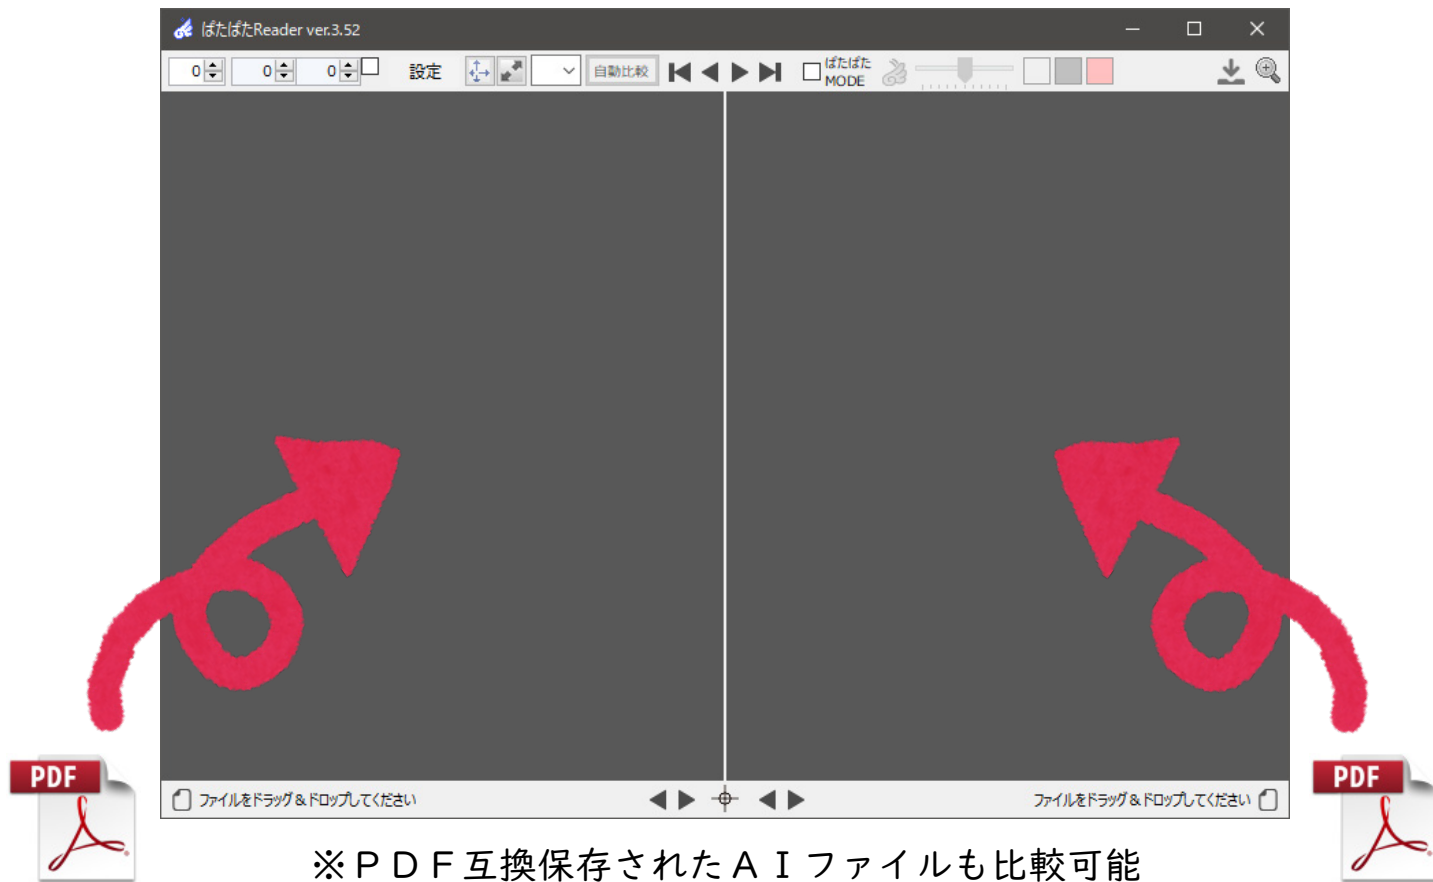 ぱたぱたReader ver.3.52
0 0 0 設定 自動比較 ぱたぱた
MODE
PDF
PDF
ファイルをドラッグ&ドロップしてください
ファイルをドラッグ&ドロップしてください
※ＰＤＦ互換保存されたＡＩファイルも比較可能